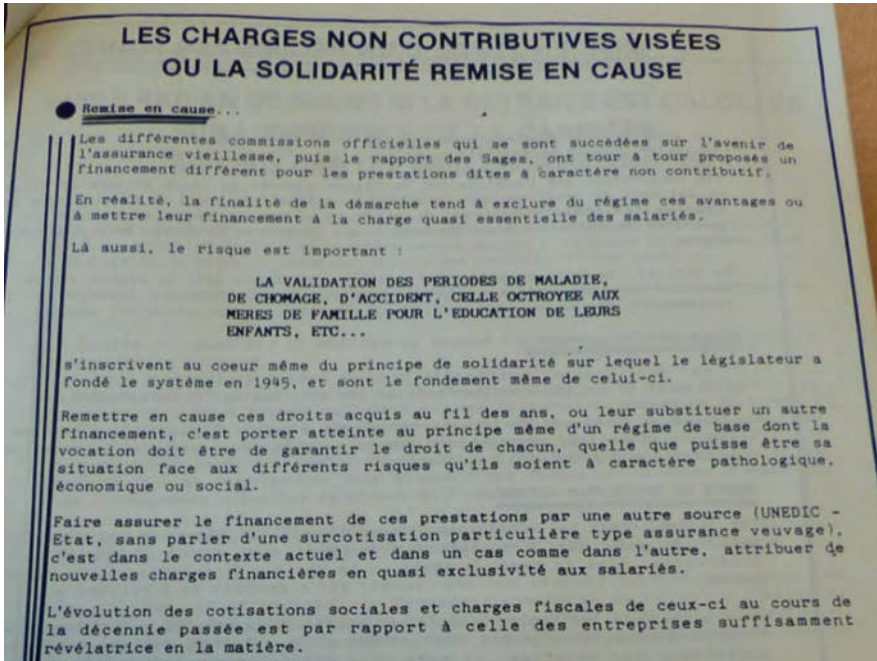 LES CHARGES NON CONTRIBUTIVES VISÉES
OU LA SOLIDARITÉ REMISE EN CAUSE
Remise en cause...
Les différentes commissions officielles qui se sont succédées sur l'avenir de
l'assurance vieillesse, puis le rapport des Sages, ont tour à tour proposés un
financement différent pour les prestations dites à caractère non contributif.
En réalité, la finalité de la démarche tend à exclure du régime ces avantages ou
à mettre leur financement à la charge quasi essentielle des salariés.
Là aussi, le risque est important :
LA VALIDATION DES PERIODES DE MALADIE,
DE CHOMAGE, D'ACCIDENT, CELLE OCTROYEE AUX
MERES DE FAMILLE POUR L'EDUCATION DE LEURS
ENFANTS, ETC...
s'inscrivent au coeur même du principe de solidarité sur lequel le législateur a
fondé le système en 1945, et sont le fondement même de celui-ci.
Remettre en cause ces droits acquis au fil des ans, ou leur substituer un autre
financement, c'est porter atteinte au principe même d'un régime de base dont la
vocation doit être de garantir le droit de chacun, quelle que puisse être sa
situation face aux différents risques qu'ils soient à caractère pathologique,
économique ou social.
Faire assurer le financement de ces prestations par une autre source (UNEDIC -
Etat, sans parler d'une surcotisation particulière type assurance veuvage),
c'est dans le contexte actuel et dans un cas comme dans l'autre, attribuer de
nouvelles charges financières en quasi exclusivité aux salariés.
L'évolution des cotisations sociales et charges fiscales de ceux-ci au cours de
la décennie passée est par rapport à celle des entreprises suffisamment
révélatrice en la matière.